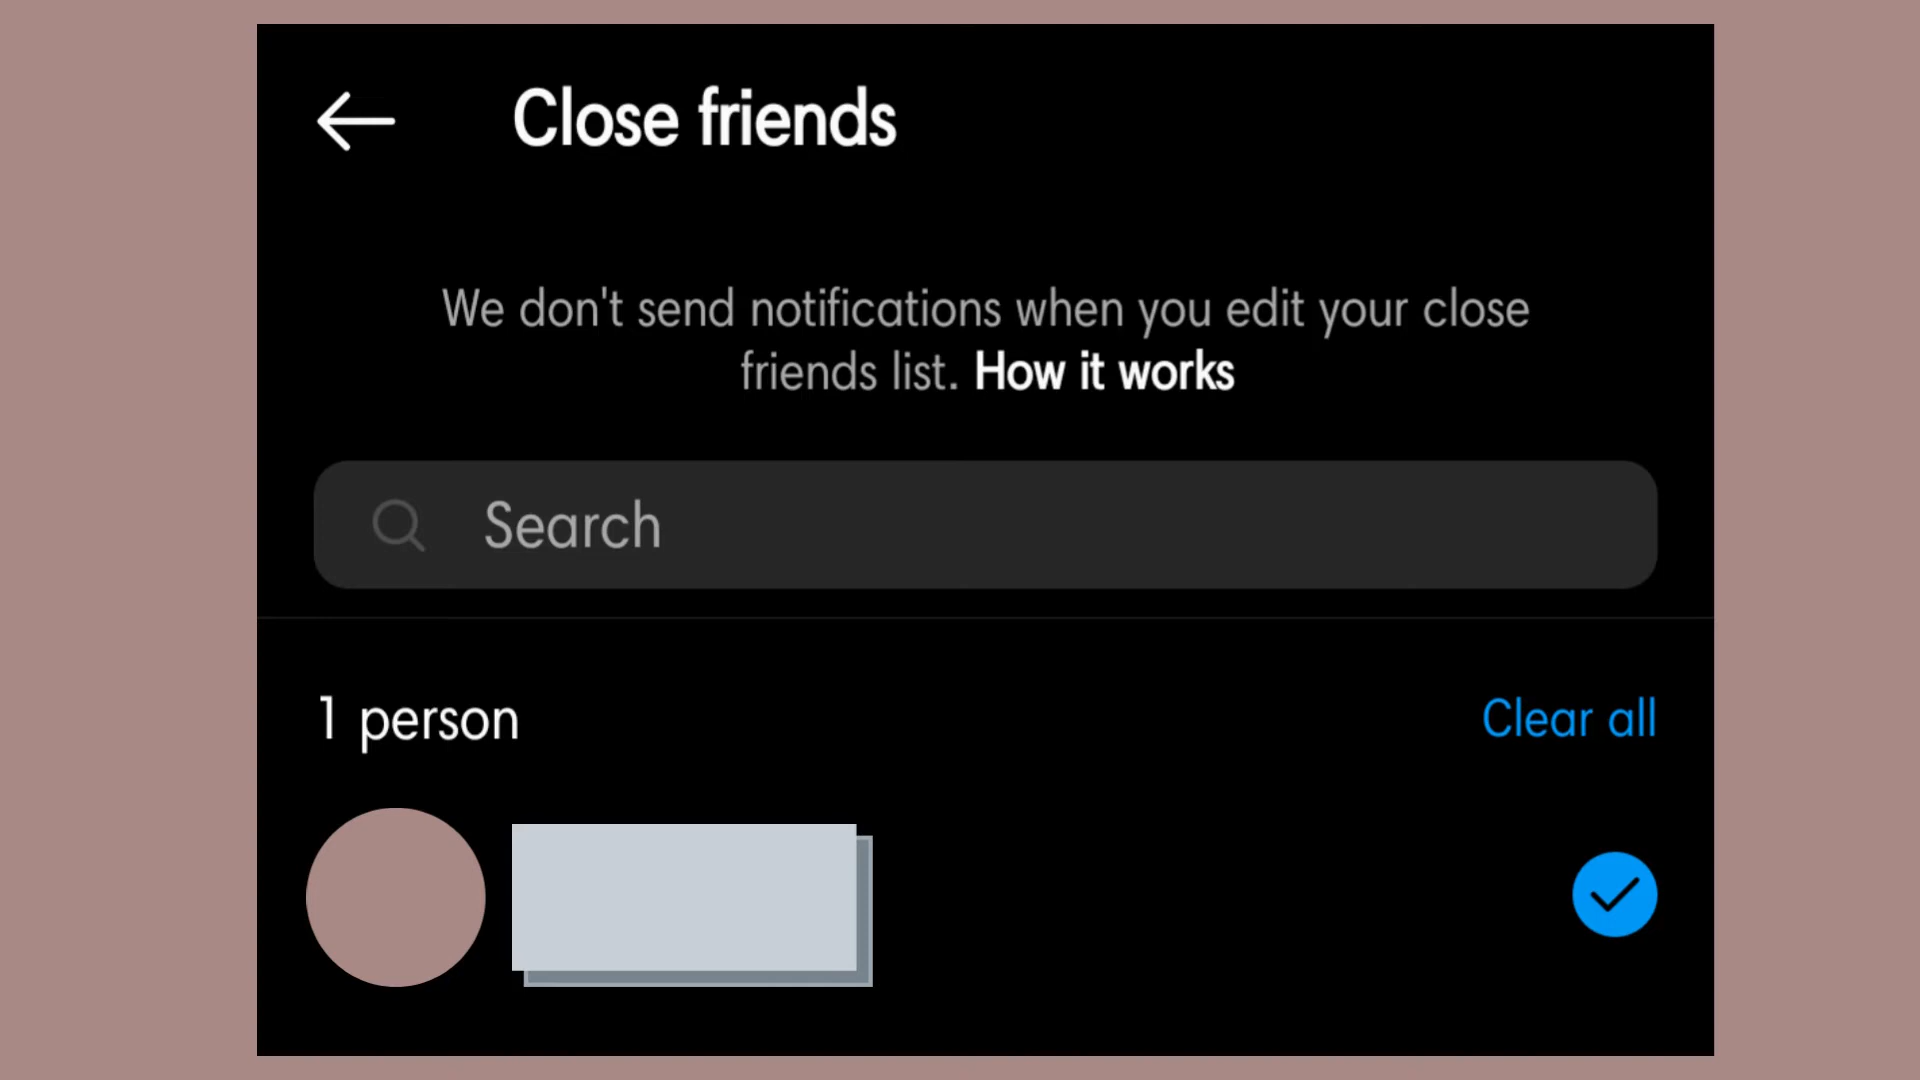 Close friends
We don't send notifications when you edit your close
friends list. How it works
Search
1 person
Clear all